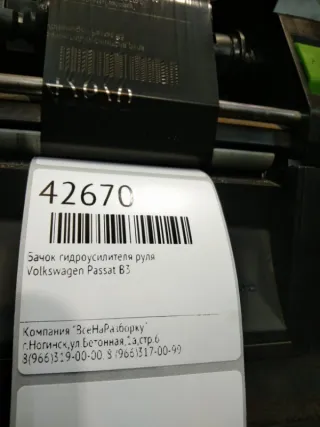 42670
Бачок гидроусилителя руля
Volkswagen Passat B3
Компания "ВсеНаРазборку"
г.Ногинск,ул.Бетонная,2а,стр.6
8(966)319-00-00, 8 (966)317-00-99